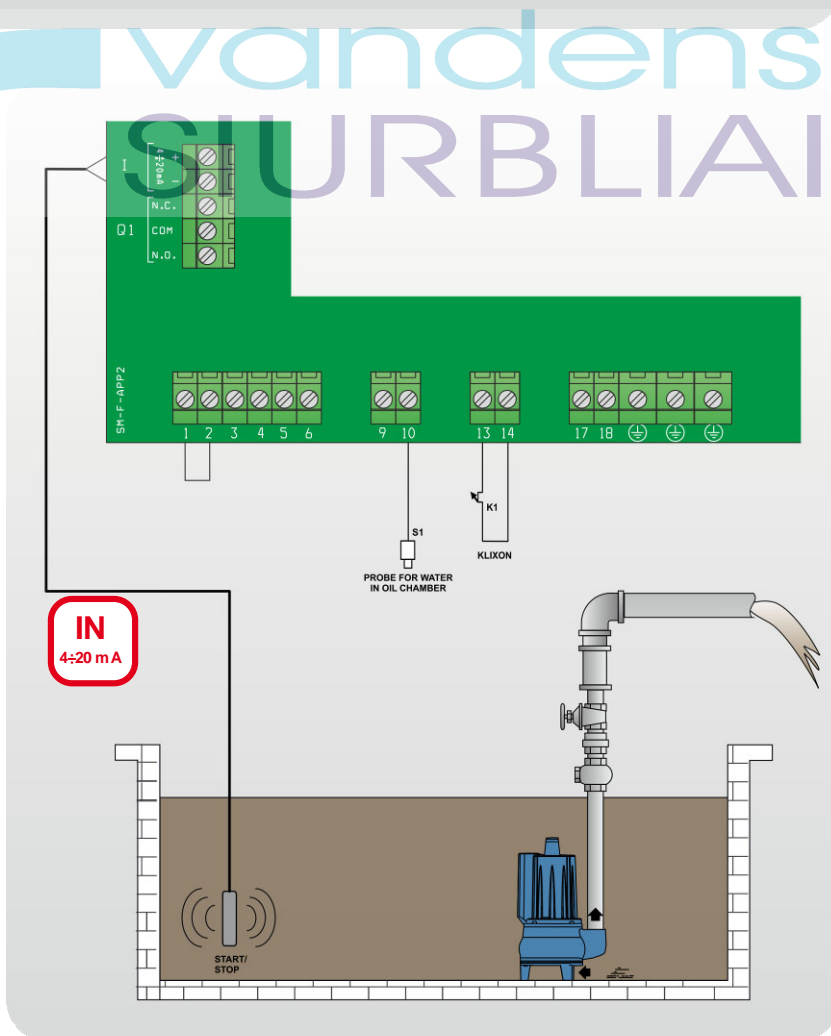 vandens
SIURBLIAI
I
4÷20mA
+
-
N.C.
Q1
COM
N.O.
SM-F-APP2
1 2 3 4 5 6 9 10 13 14 17 18
K1
S1
KLIXON
PROBE FOR WATER
IN OIL CHAMBER
IN
4÷20 mA
START/
STOP